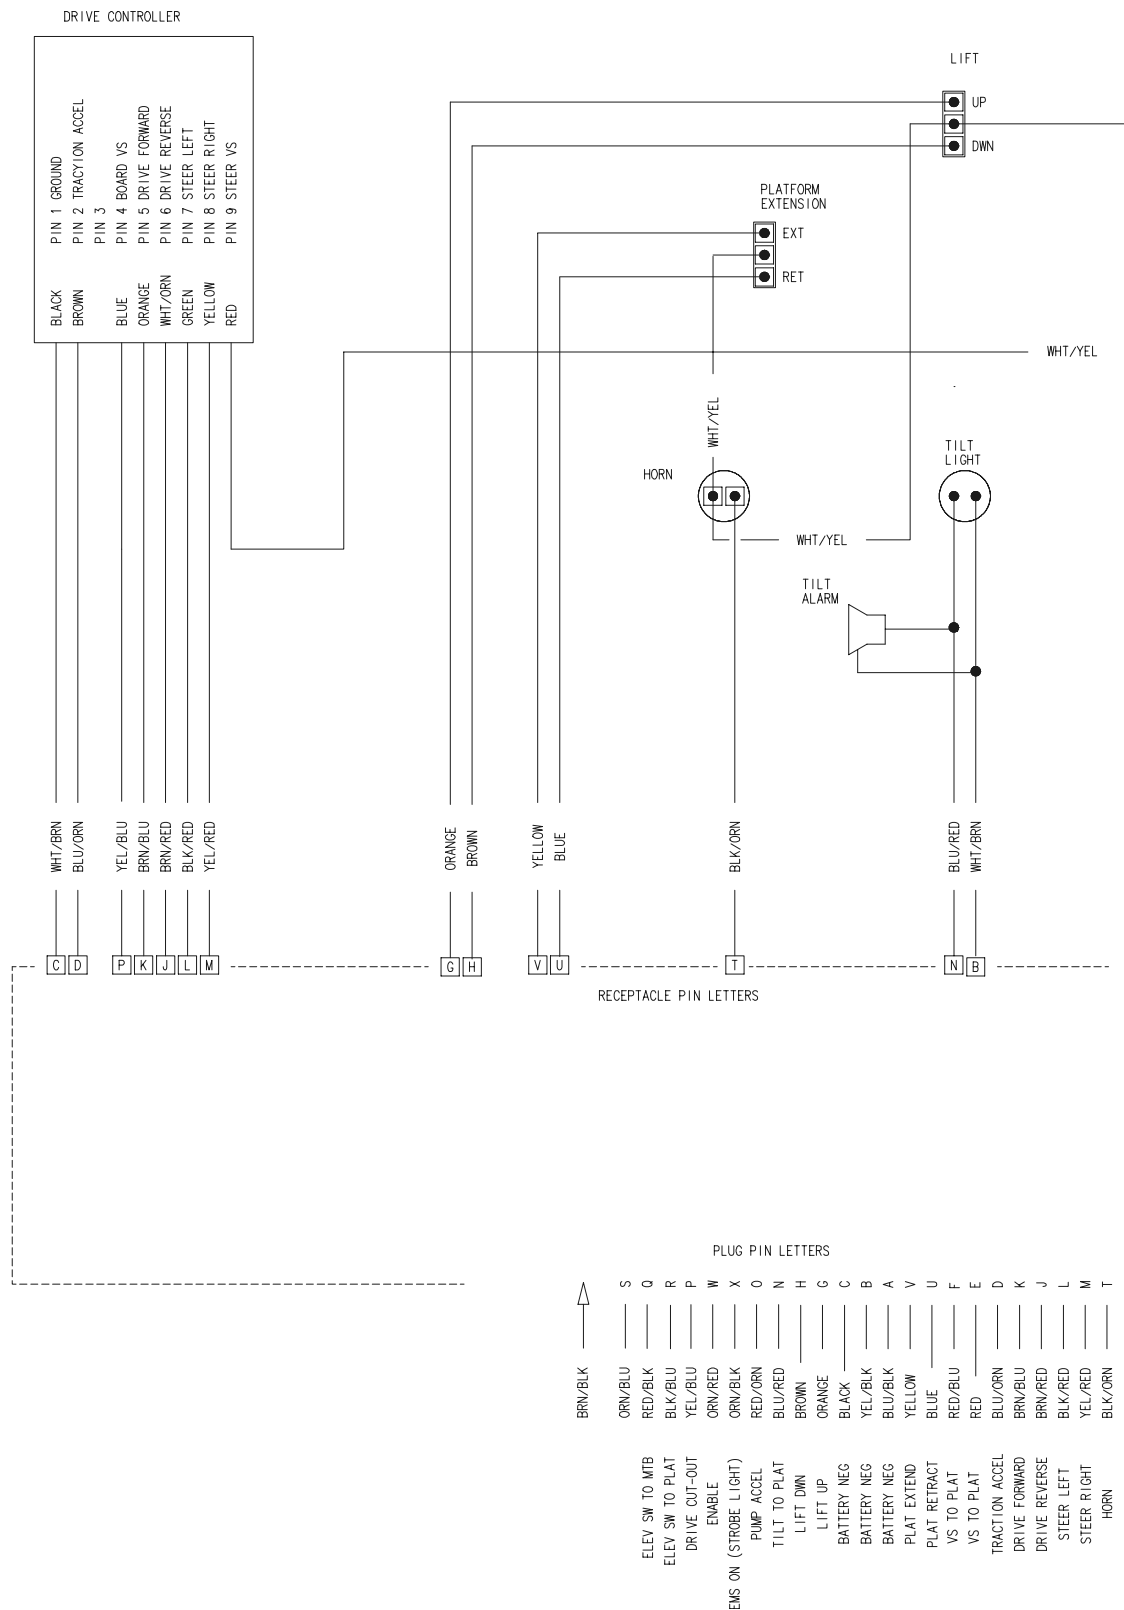 DRIVE CONTROLLER
PIN 1 GROUND
PIN 2 TRACYION ACCEL
PIN 3
PIN 4 BOARD VS
PIN 5 DRIVE FORWARD
PIN 6 DRIVE REVERSE
PIN 7 STEER LEFT
PIN 8 STEER RIGHT
PIN 9 STEER VS
BLACK
BROWN
BLUE
ORANGE
WHT/ORN
GREEN
YELLOW
RED
LIFT
UP
DWN
PLATFORM
EXTENSION
EXT
RET
WHT/YEL
WHT/YEL
HORN
TILT
LIGHT
WHT/YEL
TILT
ALARM
WHT/BRN
BLU/ORN
YEL/BLU
BRN/BLU
BRN/RED
BLK/RED
YEL/RED
ORANGE
BROWN
YELLOW
BLUE
BLK/ORN
BLU/RED
WHT/BRN
C D P K J L M G H V U T N B
RECEPTACLE PIN LETTERS
PLUG PIN LETTERS
S
Q
R
P
W
X
O
N
H
G
C
B
A
V
U
F
E
D
K
J
L
M
T
BRN/BLK
ORN/BLU
RED/BLK
BLK/BLU
YEL/BLU
ORN/RED
ORN/BLK
RED/ORN
BLU/RED
BROWN
ORANGE
BLACK
YEL/BLK
BLU/BLK
YELLOW
BLUE
RED/BLU
RED
BLU/ORN
BRN/BLU
BRN/RED
BLK/RED
YEL/RED
BLK/ORN
ELEV SW TO MTB
ELEV SW TO PLAT
DRIVE CUT-OUT
ENABLE
EMS ON (STROBE LIGHT)
PUMP ACCEL
TILT TO PLAT
LIFT DWN
LIFT UP
BATTERY NEG
BATTERY NEG
BATTERY NEG
PLAT EXTEND
PLAT RETRACT
VS TO PLAT
VS TO PLAT
TRACTION ACCEL
DRIVE FORWARD
DRIVE REVERSE
STEER LEFT
STEER RIGHT
HORN